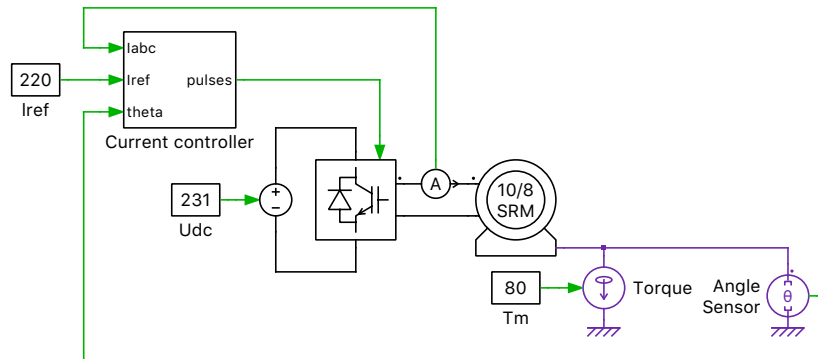 Iabc
220
Iref
pulses
Iref
theta
Current controller
A
10/8
SRM
231
+
−
Udc
80
Torque
Angle
Sensor
θ
Tm